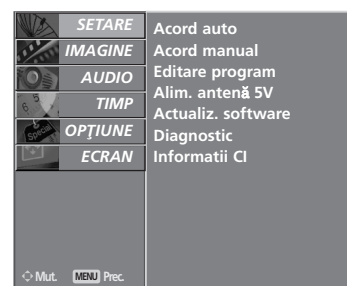 SETARE
IMAGINE
AUDIO
TIMP
OPŢIUNE
ECRAN
Acord auto
Acord manual
Editare program
Alim. antenă 5V
Actualiz. software
Diagnostic
Informatii CI
Mut. MENU Prec.